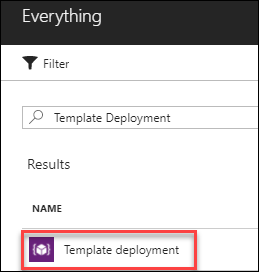 Everything
Filter
Template Deployment
Results
NAME
Template deployment